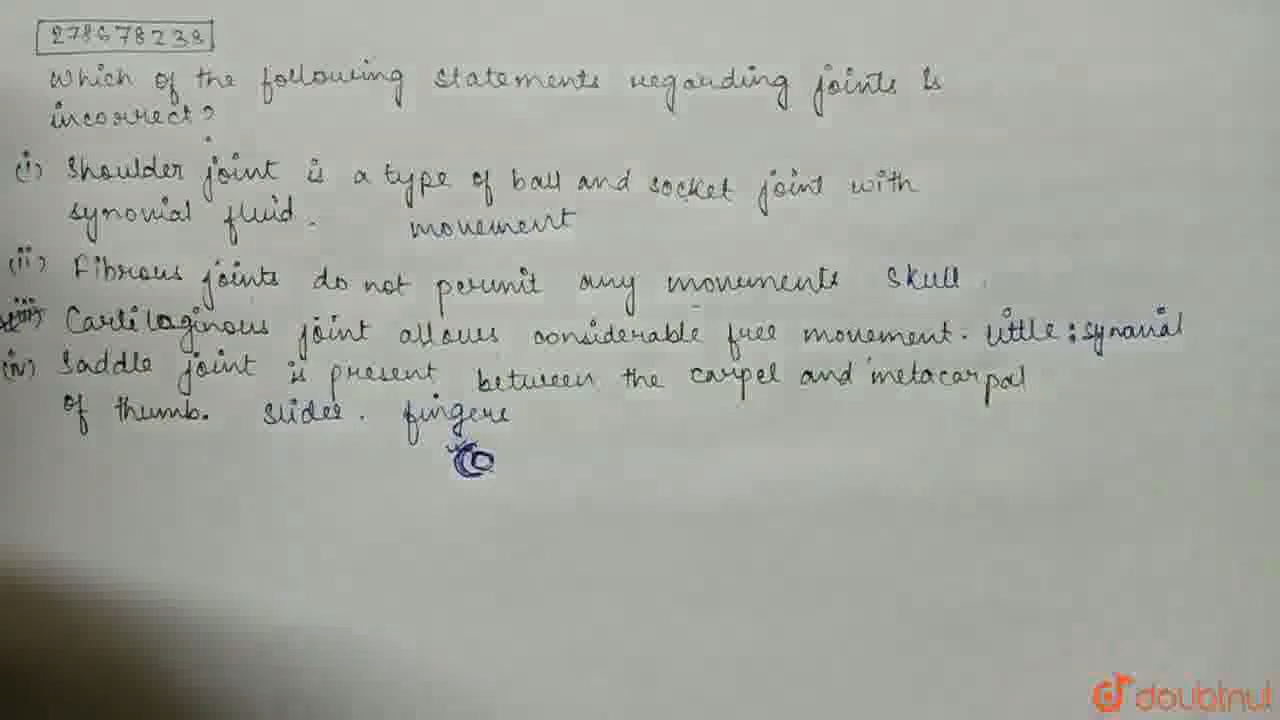 278678238
Which of the following statements regarding joints is
incorrect?
(i) Shoulder joint is a type of ball and socket joint with
synovial fluid. movement
(ii) Fibrous joints do not permit any movements skull.
(iii) Cartilaginous joint allows considerable free movement. little : synovial
(iv) Saddle joint is present between the carpel and metacarpal
of thumb. slides. fingers
doubtnut